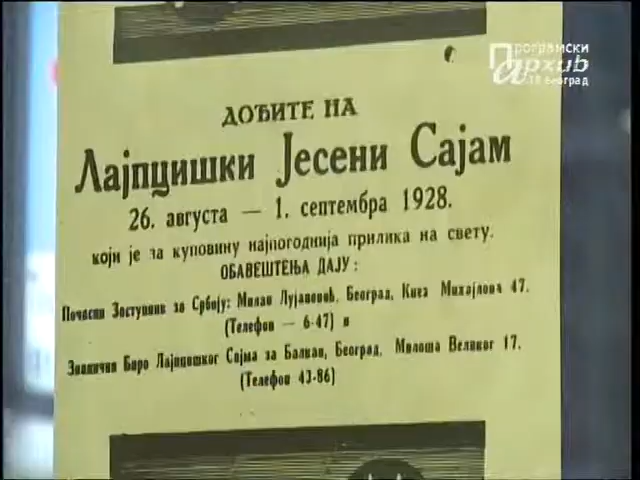 Програмски
архив
РТВ Београд
ДОЂИТЕ НА
Лајпцишки Јесени Сајам
26. августа — 1. септембра 1928.
који је за куповину најпогоднија прилика на свету.
ОБАВЕШТЕЊА ДАЈУ:
Почасни Заступник за Србију: Милан Лујановић, Београд, Кнез Михајлова 47.
(Телефон — 6-47) и
Званични Биро Лајпцишког Сајма за Балкан, Београд, Милоша Великог 17.
(Телефон 43-86)